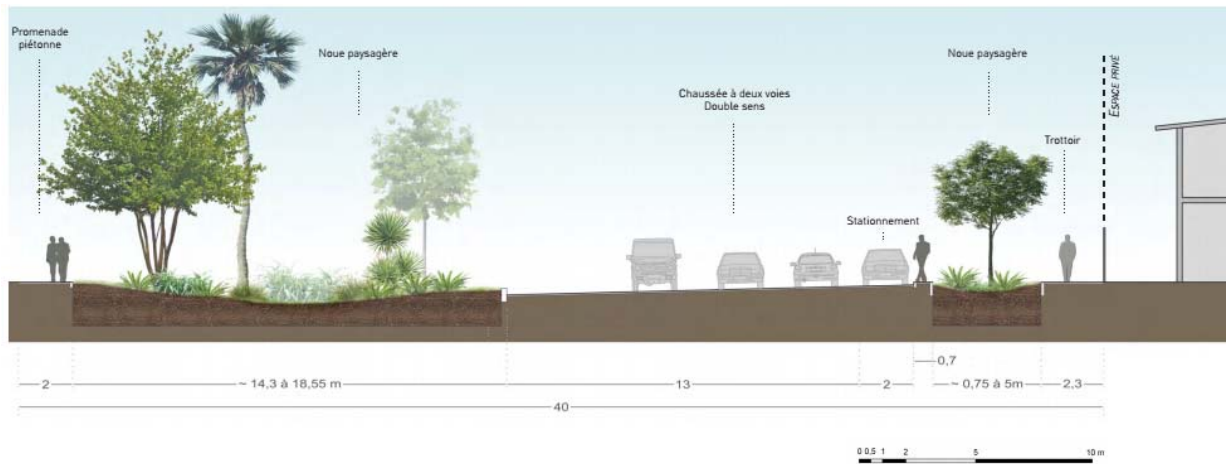 Promenade
piétonne
Noue paysagère
Chaussée à deux voies
Double sens
Stationnement
Noue paysagère
Trottoir
ESPACE PRIVÉ
0,7
2
~ 14,3 à 18,55 m
13
2
~ 0,75 à 5m
2,3
40
0 0,5 1 2 5 10 m